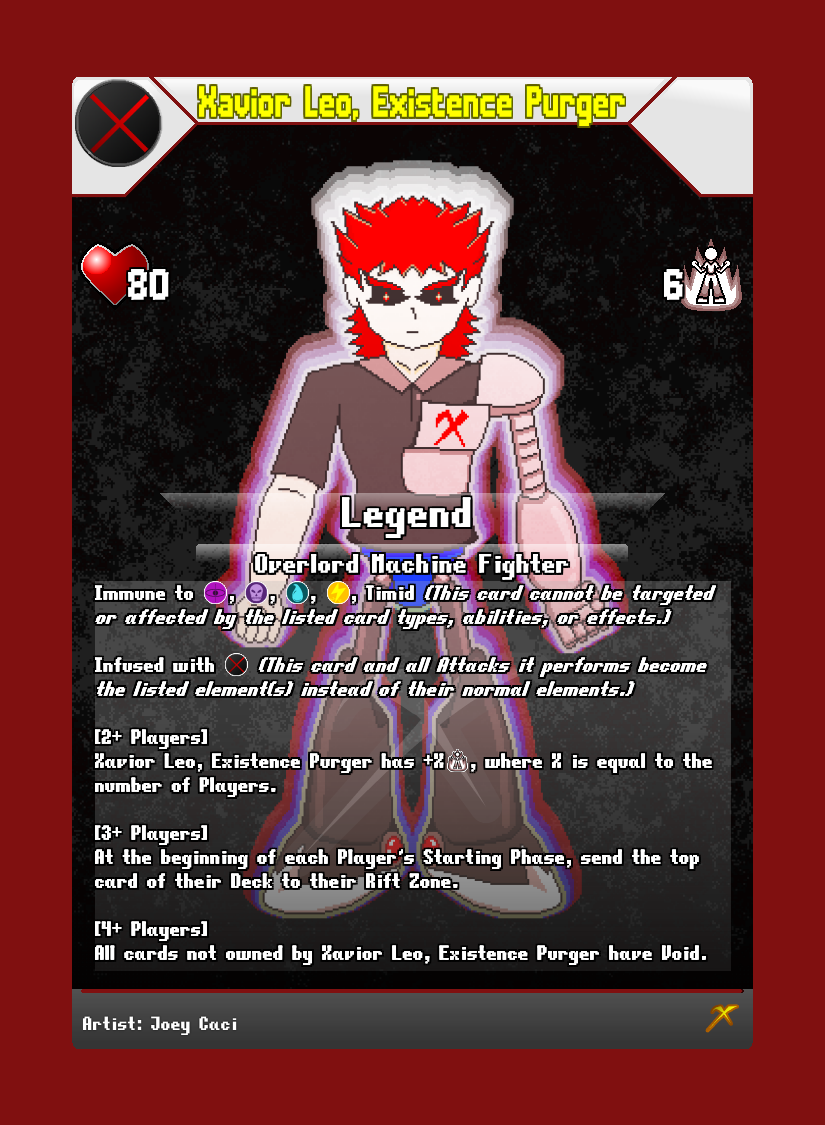 Xavior Leo, Existence Purger
80
6
Legend
Overlord Machine Fighter
Immune to , , , , Timid (This card cannot be targeted
or affected by the listed card types, abilities, or effects.)
Infused with (This card and all Attacks it performs become
the listed element(s) instead of their normal elements.)
[2+ Players]
Xavior Leo, Existence Purger has +X , where X is equal to the
number of Players.
[3+ Players]
At the beginning of each Player's Starting Phase, send the top
card of their Deck to their Rift Zone.
[4+ Players]
All cards not owned by Xavior Leo, Existence Purger have Void.
Artist: Joey Caci